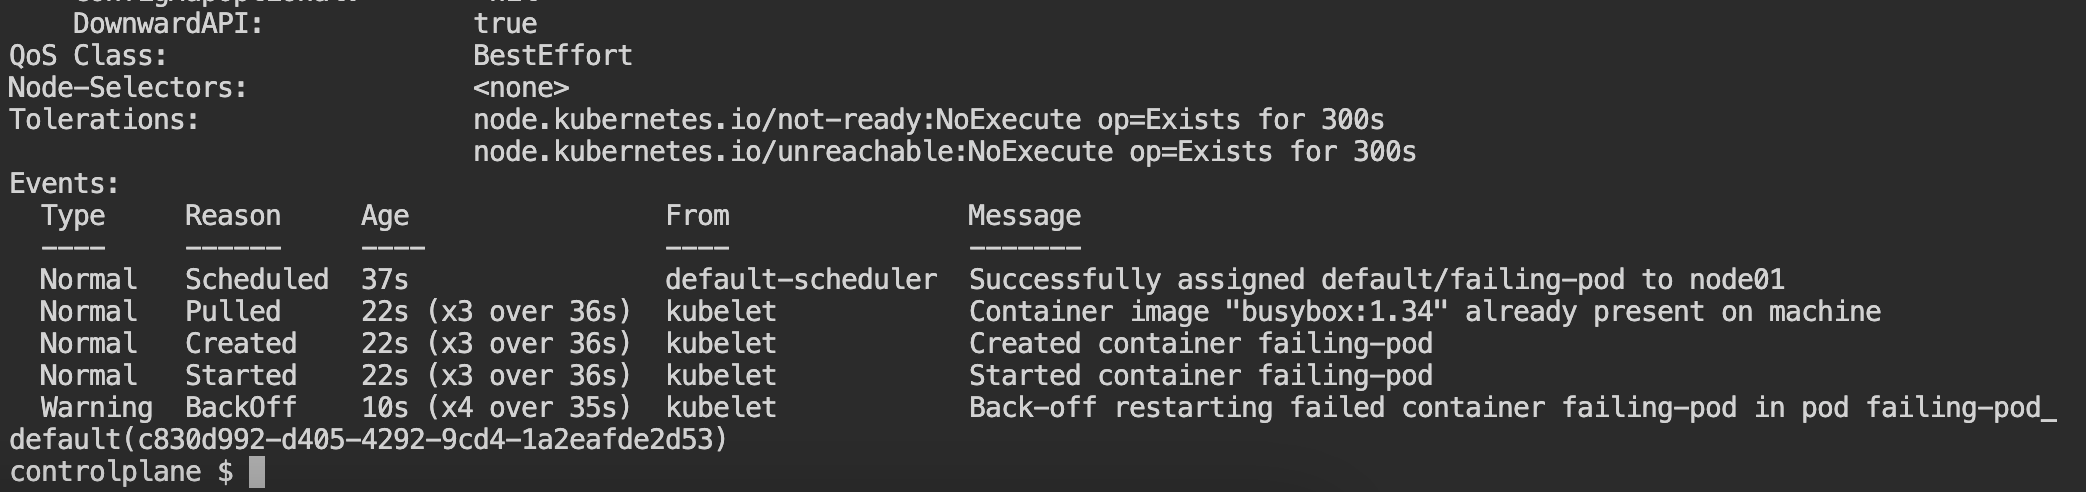 DownwardAPI: true
QoS Class: BestEffort
Node-Selectors: <none>
Tolerations: node.kubernetes.io/not-ready:NoExecute op=Exists for 300s
node.kubernetes.io/unreachable:NoExecute op=Exists for 300s
Events:
Type Reason Age From Message
---- ------ ---- ---- -------
Normal Scheduled 37s default-scheduler Successfully assigned default/failing-pod to node01
Normal Pulled 22s (x3 over 36s) kubelet Container image "busybox:1.34" already present on machine
Normal Created 22s (x3 over 36s) kubelet Created container failing-pod
Normal Started 22s (x3 over 36s) kubelet Started container failing-pod
Warning BackOff 10s (x4 over 35s) kubelet Back-off restarting failed container failing-pod in pod failing-pod_
default(c830d992-d405-4292-9cd4-1a2eafde2d53)
controlplane $